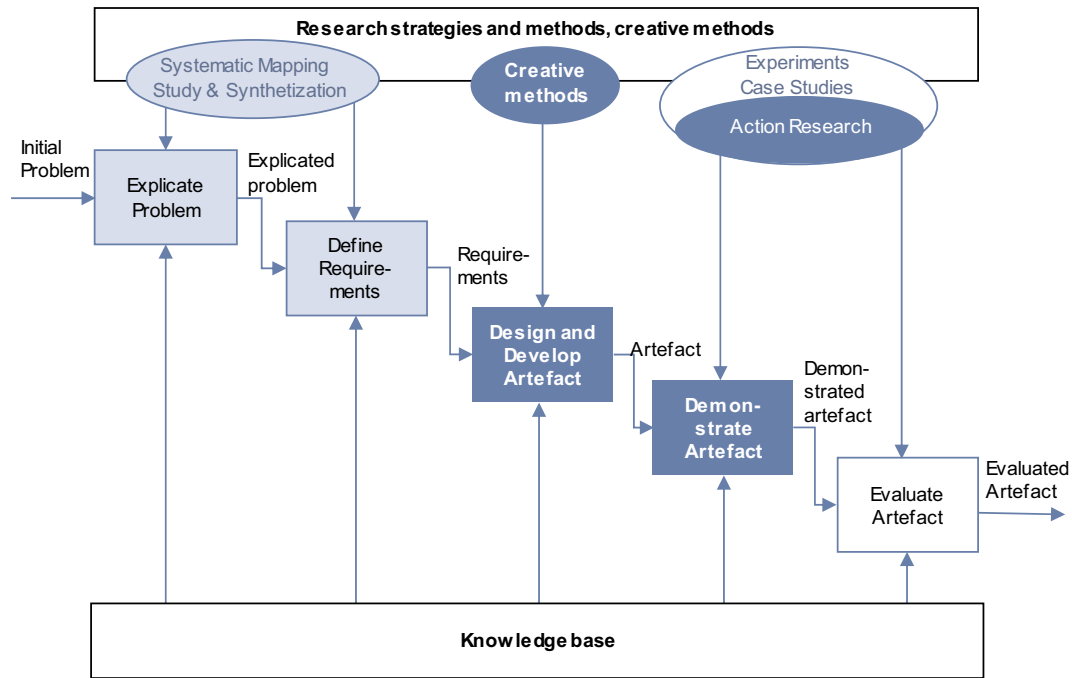 Research strategies and methods, creative methods
Systematic Mapping
Study & Synthetization
Creative
methods
Experiments
Case Studies
Action Research
Initial
Problem
Explicate
Problem
Explicated
problem
Define
Require-
ments
Require-
ments
Design and
Develop
Artefact
Artefact
Demon-
strate
Artefact
Demon-
strated
artefact
Evaluate
Artefact
Evaluated
Artefact
Knowledge base